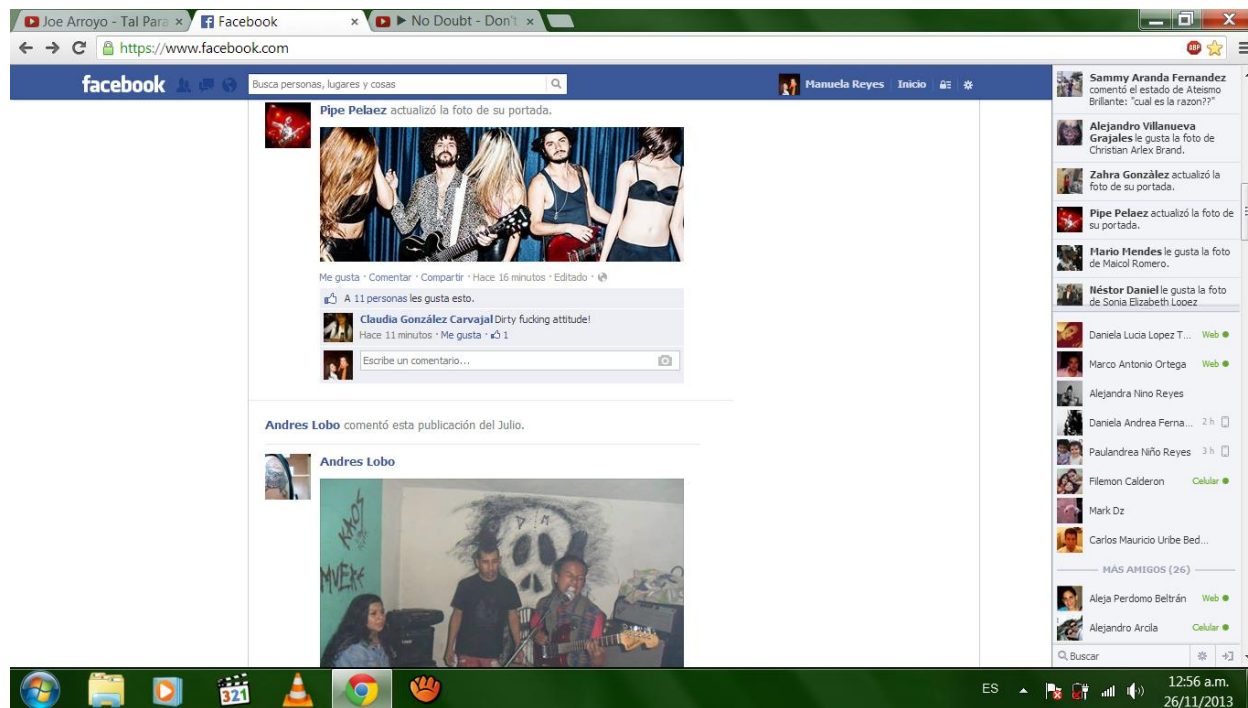 Joe Arroyo - Tal Para
Facebook
No Doubt - Don't
https://www.facebook.com
ABP
facebook
Busca personas, lugares y cosas
Manuela Reyes
Inicio
Pipe Pelaez actualizó la foto de su portada.
Me gusta · Comentar · Compartir · Hace 16 minutos · Editado ·
A 11 personas les gusta esto.
Claudia González Carvajal Dirty fucking attitude!
Hace 11 minutos · Me gusta · 1
Escribe un comentario...
Andres Lobo comentó esta publicación del Julio.
Andres Lobo
KAOS
MVERE
D M
Sammy Aranda Fernandez
comentó el estado de Ateismo
Brillante: "cual es la razon??"
Alejandro Villanueva
Grajales le gusta la foto de
Christian Arlex Brand.
Zahra Gonzàlez actualizó la
foto de su portada.
Pipe Pelaez actualizó la foto de
su portada.
Mario Mendes le gusta la foto
de Maicol Romero.
Néstor Daniel le gusta la foto
de Sonia Elizabeth Lopez
Daniela Lucia Lopez T... Web
Marco Antonio Ortega Web
Alejandra Nino Reyes
Daniela Andrea Ferna... 2 h
Paulandrea Niño Reyes 3 h
Filemon Calderon Celular
Mark Dz
Carlos Mauricio Uribe Bed...
MÁS AMIGOS (26)
Aleja Perdomo Beltrán Web
Alejandro Arcila Celular
Buscar
321
ES
12:56 a.m.
26/11/2013